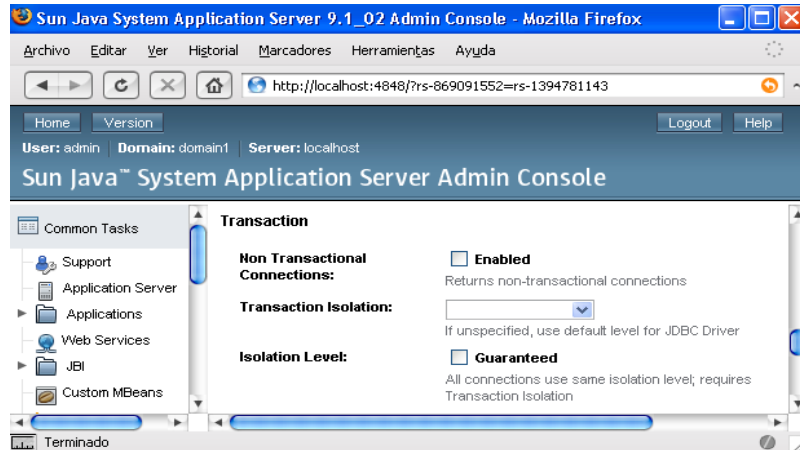 Sun Java System Application Server 9.1_02 Admin Console - Mozilla Firefox
Archivo Editar Ver Historial Marcadores Herramientas Ayuda
http://localhost:4848/?rs-869091552=rs-1394781143
Home Version Logout Help
User: admin Domain: domain1 Server: localhost
Sun Java™ System Application Server Admin Console
Common Tasks
Support
Application Server
Applications
Web Services
JBI
Custom MBeans
Transaction
Non Transactional Connections:
Enabled
Returns non-transactional connections
Transaction Isolation:
If unspecified, use default level for JDBC Driver
Isolation Level:
Guaranteed
All connections use same isolation level; requires
Transaction Isolation
Terminado